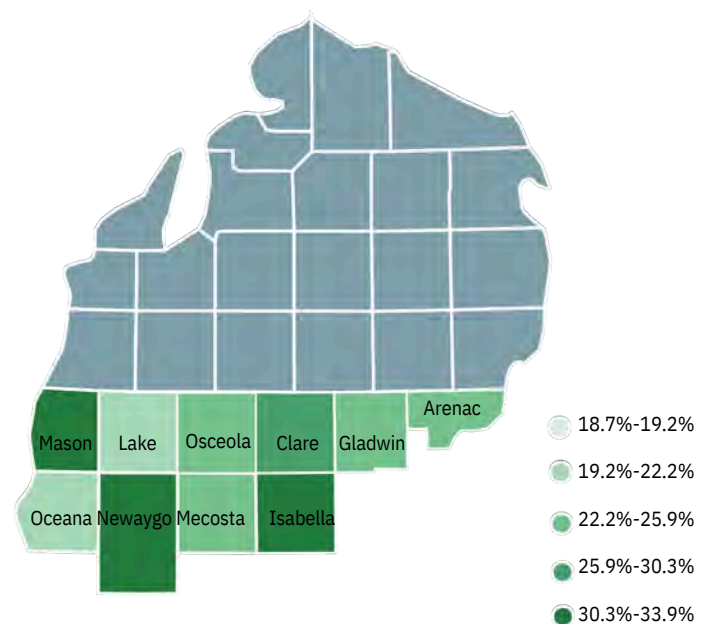 Arenac
Mason Lake Osceola Clare Gladwin
Oceana Newaygo Mecosta Isabella
18.7%-19.2%
19.2%-22.2%
22.2%-25.9%
25.9%-30.3%
30.3%-33.9%